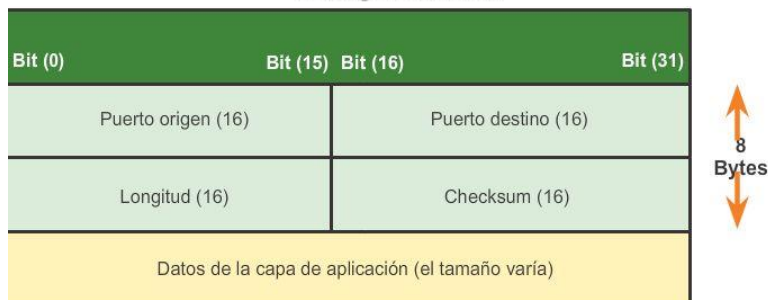 Bit (0) Bit (15) Bit (16) Bit (31)
Puerto origen (16) Puerto destino (16)
8
Bytes
Longitud (16) Checksum (16)
Datos de la capa de aplicación (el tamaño varía)